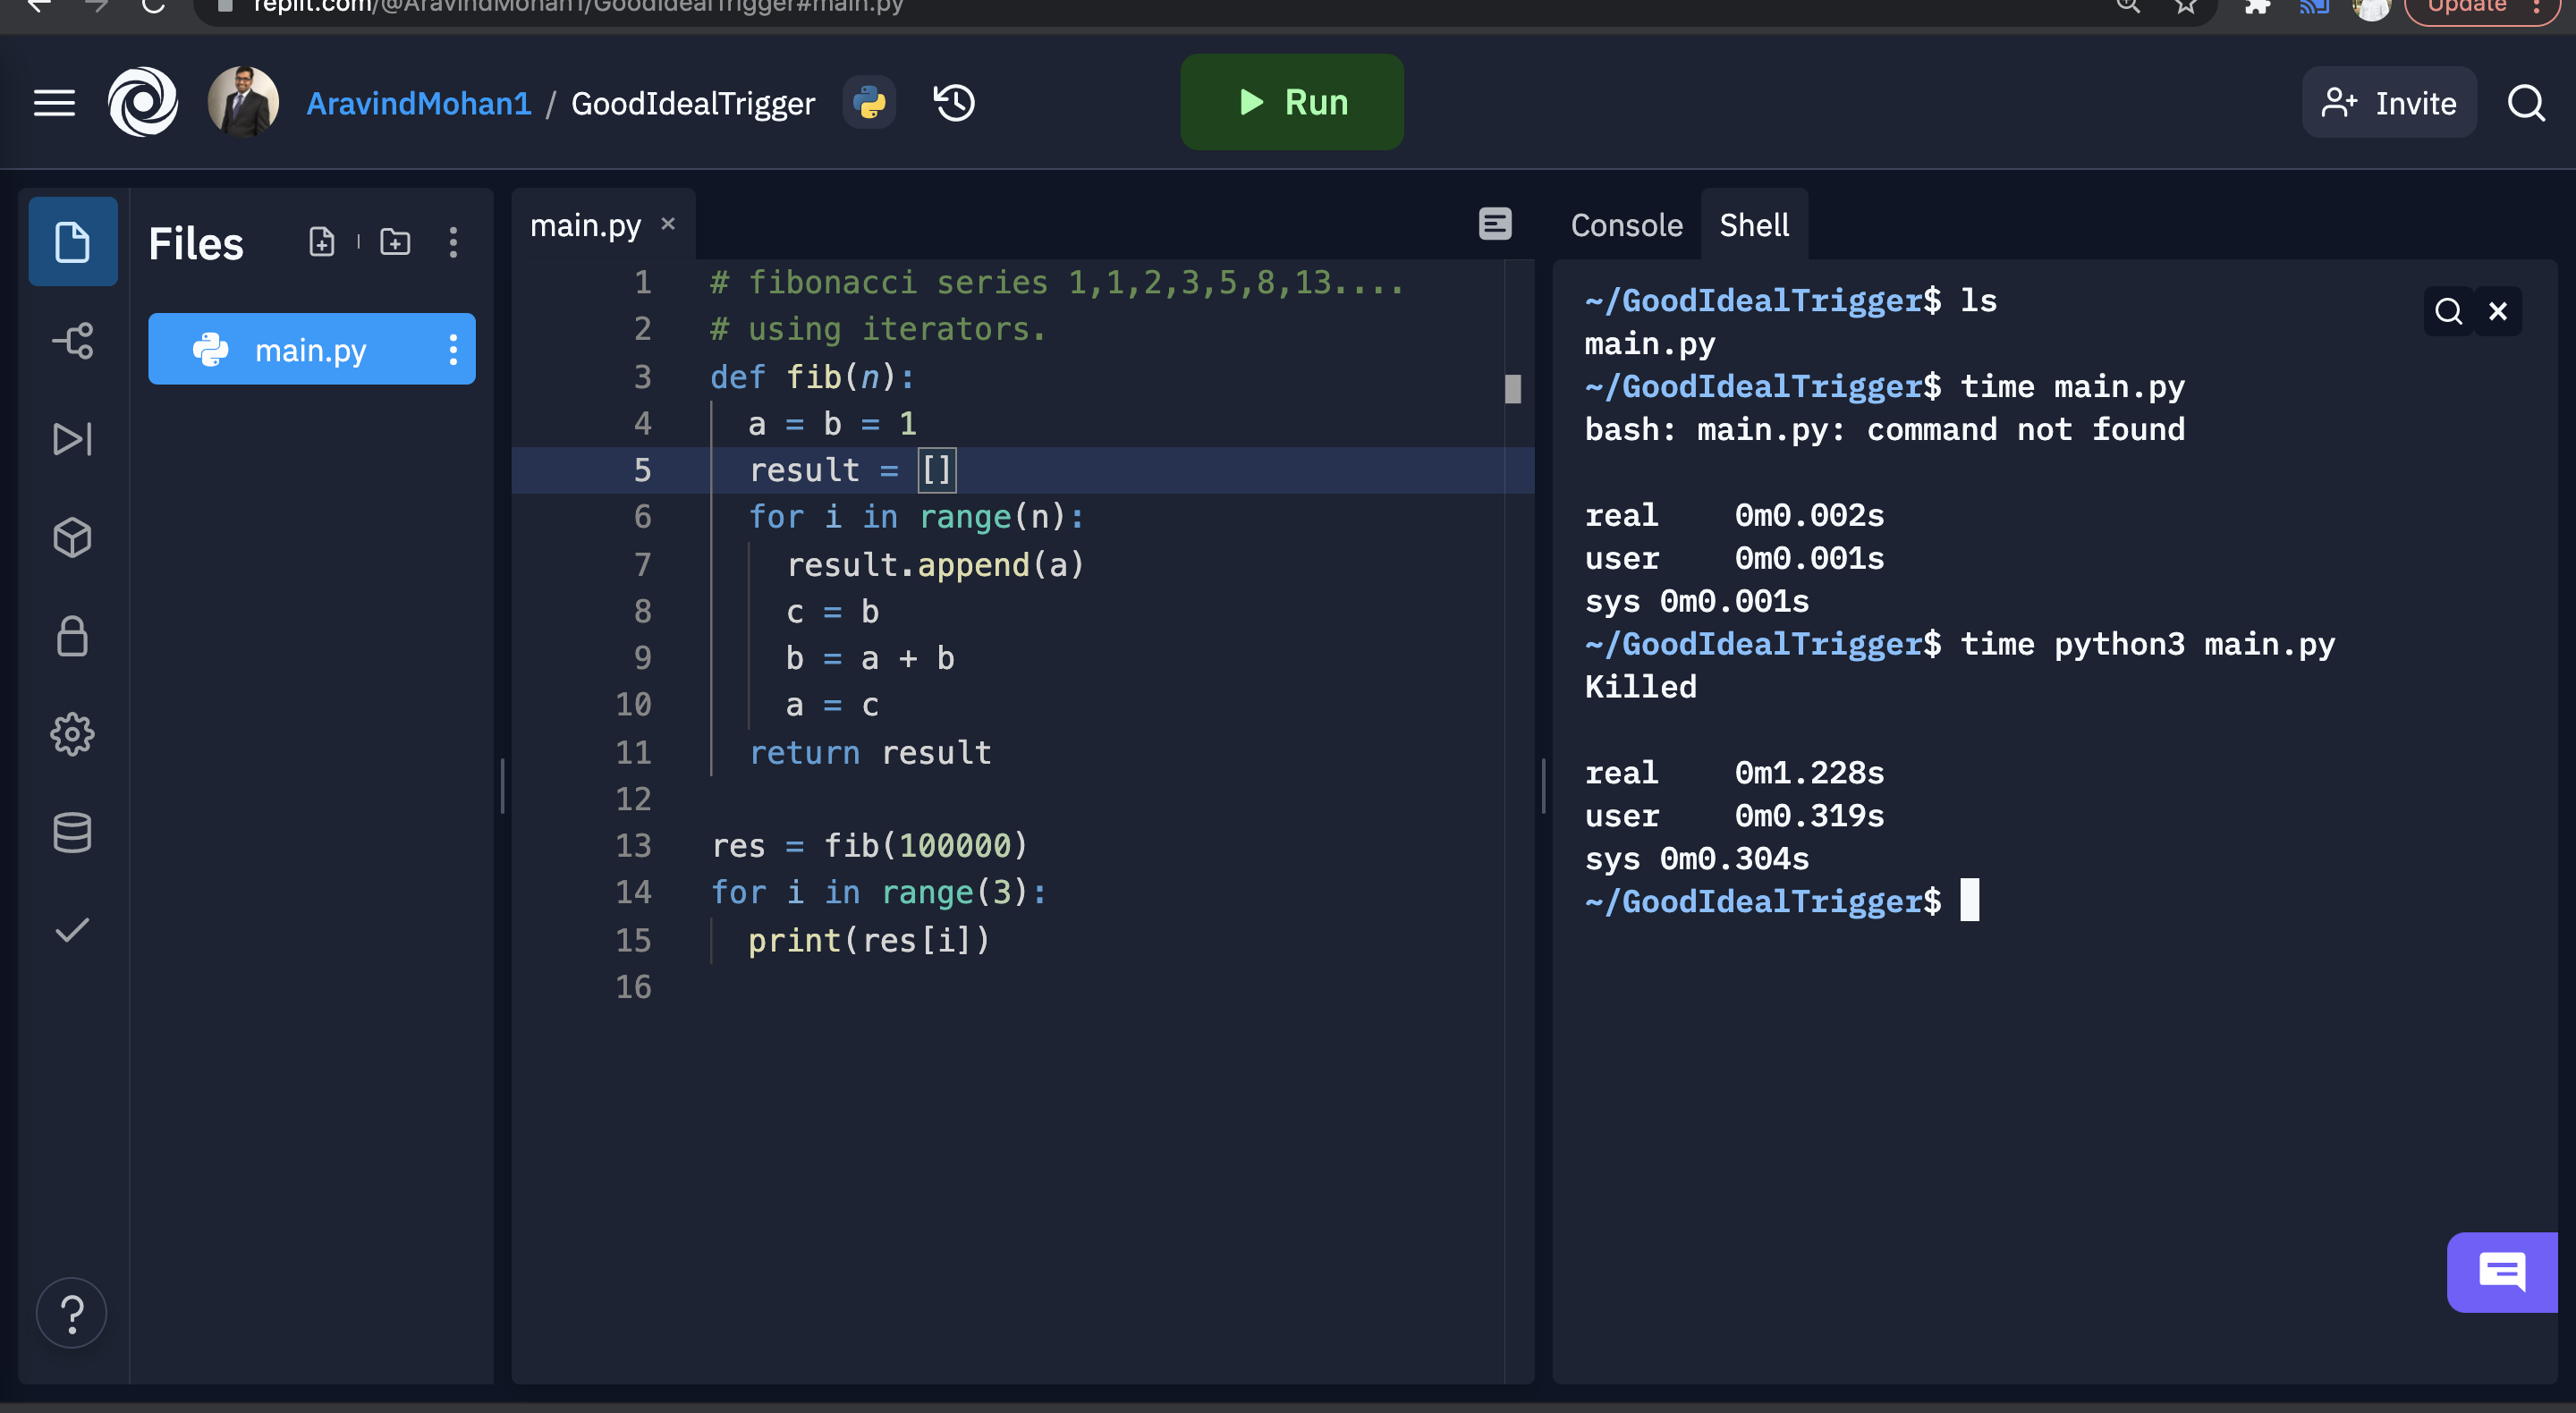 replit.com/@AravindMohan1/GoodIdealTrigger#main.py
Update
AravindMohan1 / GoodIdealTrigger
Run
Invite
Files
main.py
main.py ×
1 # fibonacci series 1,1,2,3,5,8,13....
2 # using iterators.
3 def fib(n):
4 a = b = 1
5 result = []
6 for i in range(n):
7 result.append(a)
8 c = b
9 b = a + b
10 a = c
11 return result
12
13 res = fib(100000)
14 for i in range(3):
15 print(res[i])
16
Console Shell
~/GoodIdealTrigger$ ls
main.py
~/GoodIdealTrigger$ time main.py
bash: main.py: command not found
real 0m0.002s
user 0m0.001s
sys 0m0.001s
~/GoodIdealTrigger$ time python3 main.py
Killed
real 0m1.228s
user 0m0.319s
sys 0m0.304s
~/GoodIdealTrigger$
?